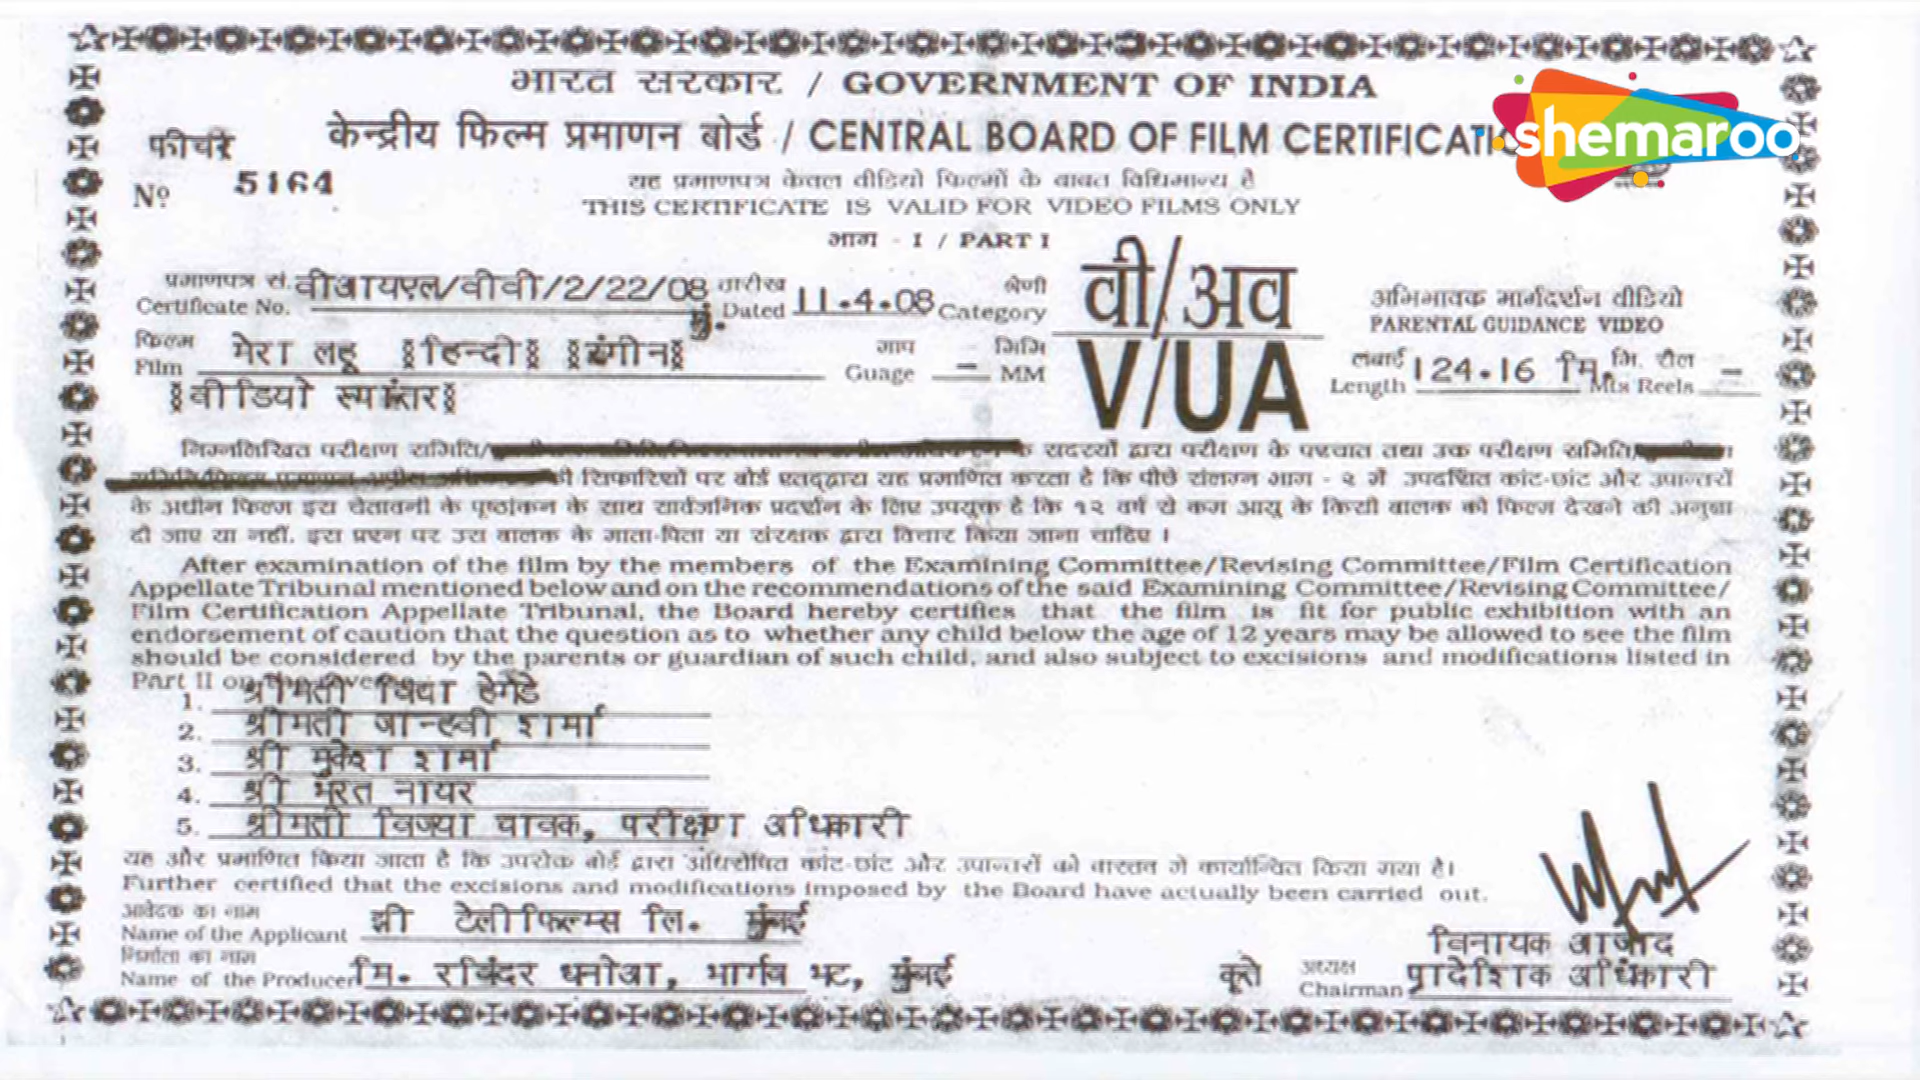 भारत सरकार / GOVERNMENT OF INDIA
केन्द्रीय फिल्म प्रमाणन बोर्ड / CENTRAL BOARD OF FILM CERTIFICATI
shemaroo
फीचर
Nº 5164
यह प्रमाणपत्र केवल वीडियो फिल्मों के बाबत विधिमान्य है
THIS CERTIFICATE IS VALID FOR VIDEO FILMS ONLY
भाग - I / PART I
प्रमाणपत्र सं. वीआयएल/वीवी/2/22/08 मुं. तारीख 11.4.08 श्रेणी
Certificate No. Dated Category
वी/अव
V/UA
अभिभावक मार्गदर्शन वीडियो
PARENTAL GUIDANCE VIDEO
फिल्म मेरा लहू हिन्दी रंगीन माप - मिमि
Film Guage MM
लंबाई 124.16 मि. मि. रील -
Length Mts Reels
वीडियो रूपांतर
निम्नलिखित परीक्षण समिति/ के सदस्यों द्वारा परीक्षण के पश्चात तथा उक्त परीक्षण समिति/
की सिफारिशों पर बोर्ड एतद्द्वारा यह प्रमाणित करता है कि पीछे संलग्न भाग - २ में उपदर्शित कांट-छांट और उपान्तरों
के अधीन फिल्म इस चेतावनी के पृष्ठांकन के साथ सार्वजनिक प्रदर्शन के लिए उपयुक्त है कि १२ वर्ष से कम आयु के किसी बालक को फिल्म देखने की अनुज्ञा
दी जाए या नहीं. इस प्रश्न पर उस बालक के माता-पिता या संरक्षक द्वारा विचार किया जाना चाहिए ।
After examination of the film by the members of the Examining Committee/Revising Committee/Film Certification
Appellate Tribunal mentioned below and on the recommendations of the said Examining Committee/Revising Committee/
Film Certification Appellate Tribunal, the Board hereby certifies that the film is fit for public exhibition with an
endorsement of caution that the question as to whether any child below the age of 12 years may be allowed to see the film
should be considered by the parents or guardian of such child, and also subject to excisions and modifications listed in
Part II on the
1. श्रीमती विद्या हेगडे
2. श्रीमती जान्हवी शर्मा
3. श्री मुकेश शर्मा
4. श्री भरत नायर
5. श्रीमती विजया चावक, परीक्षण अधिकारी
यह और प्रमाणित किया जाता है कि उपरोक्त बोर्ड द्वारा अधिरोपित कांट-छांट और उपान्तरों को वास्तव में कार्यान्वित किया गया है।
Further certified that the excisions and modifications imposed by the Board have actually been carried out.
आवेदक का नाम
Name of the Applicant झी टेलीफिल्म्स लि. मुंबई
निर्माता का नाम
Name of the Producer मि. रविंदर धनोआ, भार्गव भट, मुंबई
विनायक आजाद
कृते अध्यक्ष
Chairman प्रादेशिक अधिकारी